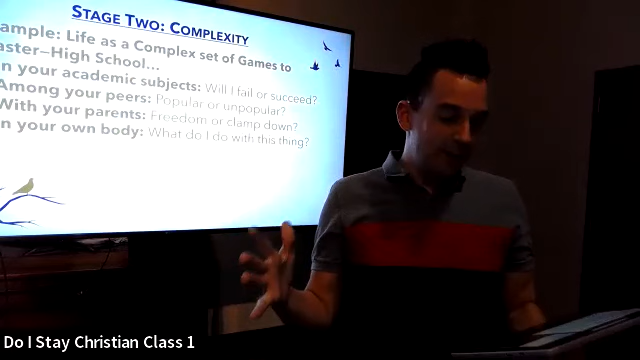 STAGE TWO: COMPLEXITY
ample: Life as a Complex set of Games to
aster—High School...
n your academic subjects: Will I fail or succeed?
Among your peers: Popular or unpopular?
With your parents: Freedom or clamp down?
n your own body: What do I do with this thing?
Do I Stay Christian Class 1